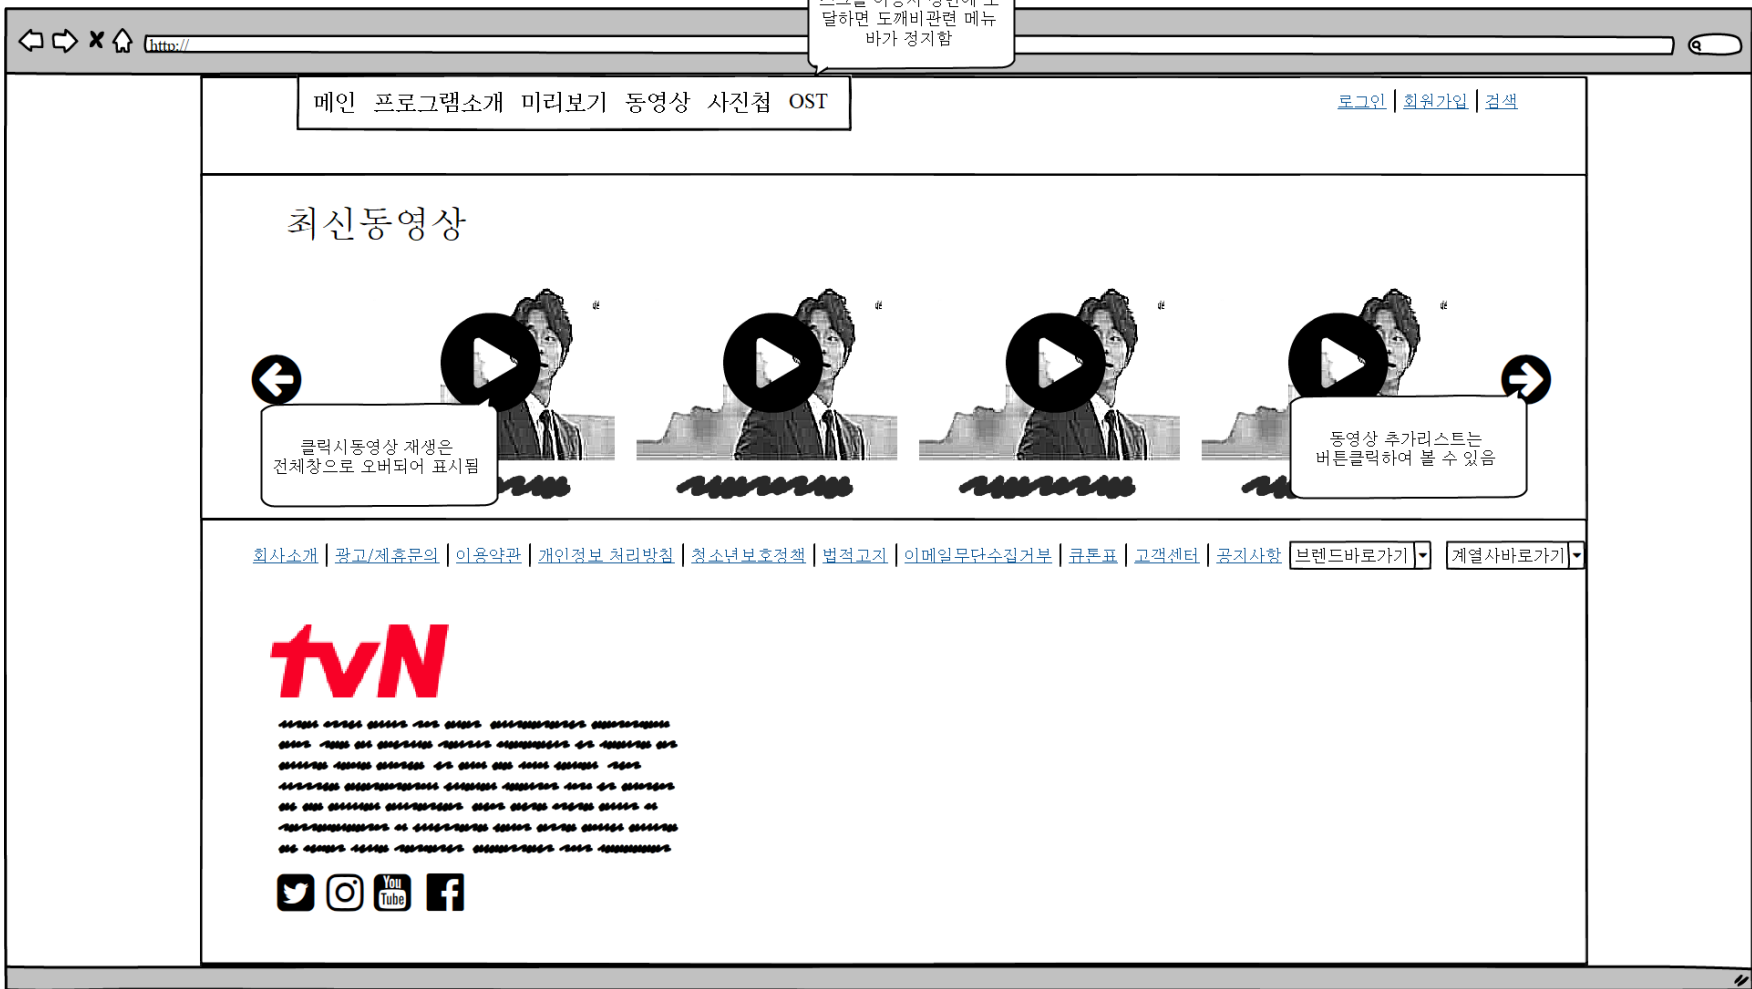 달하면 도깨비관련 메뉴
바가 정지함
http://
메인 프로그램소개 미리보기 동영상 사진첩 OST
로그인 | 회원가입 | 검색
최신동영상
클릭시동영상 재생은
전체창으로 오버되어 표시됨
동영상 추가리스트는
버튼클릭하여 볼 수 있음
회사소개 | 광고/제휴문의 | 이용약관 | 개인정보 처리방침 | 청소년보호정책 | 법적고지 | 이메일무단수집거부 | 큐톤표 | 고객센터 | 공지사항 브렌드바로가기 계열사바로가기
tvN
You
Tube